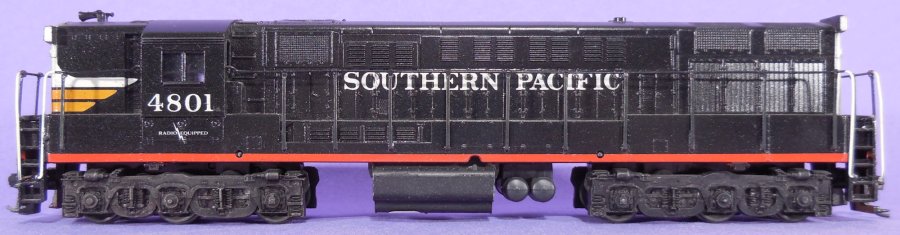 SOUTHERN PACIFIC
4801
RADIO EQUIPPED